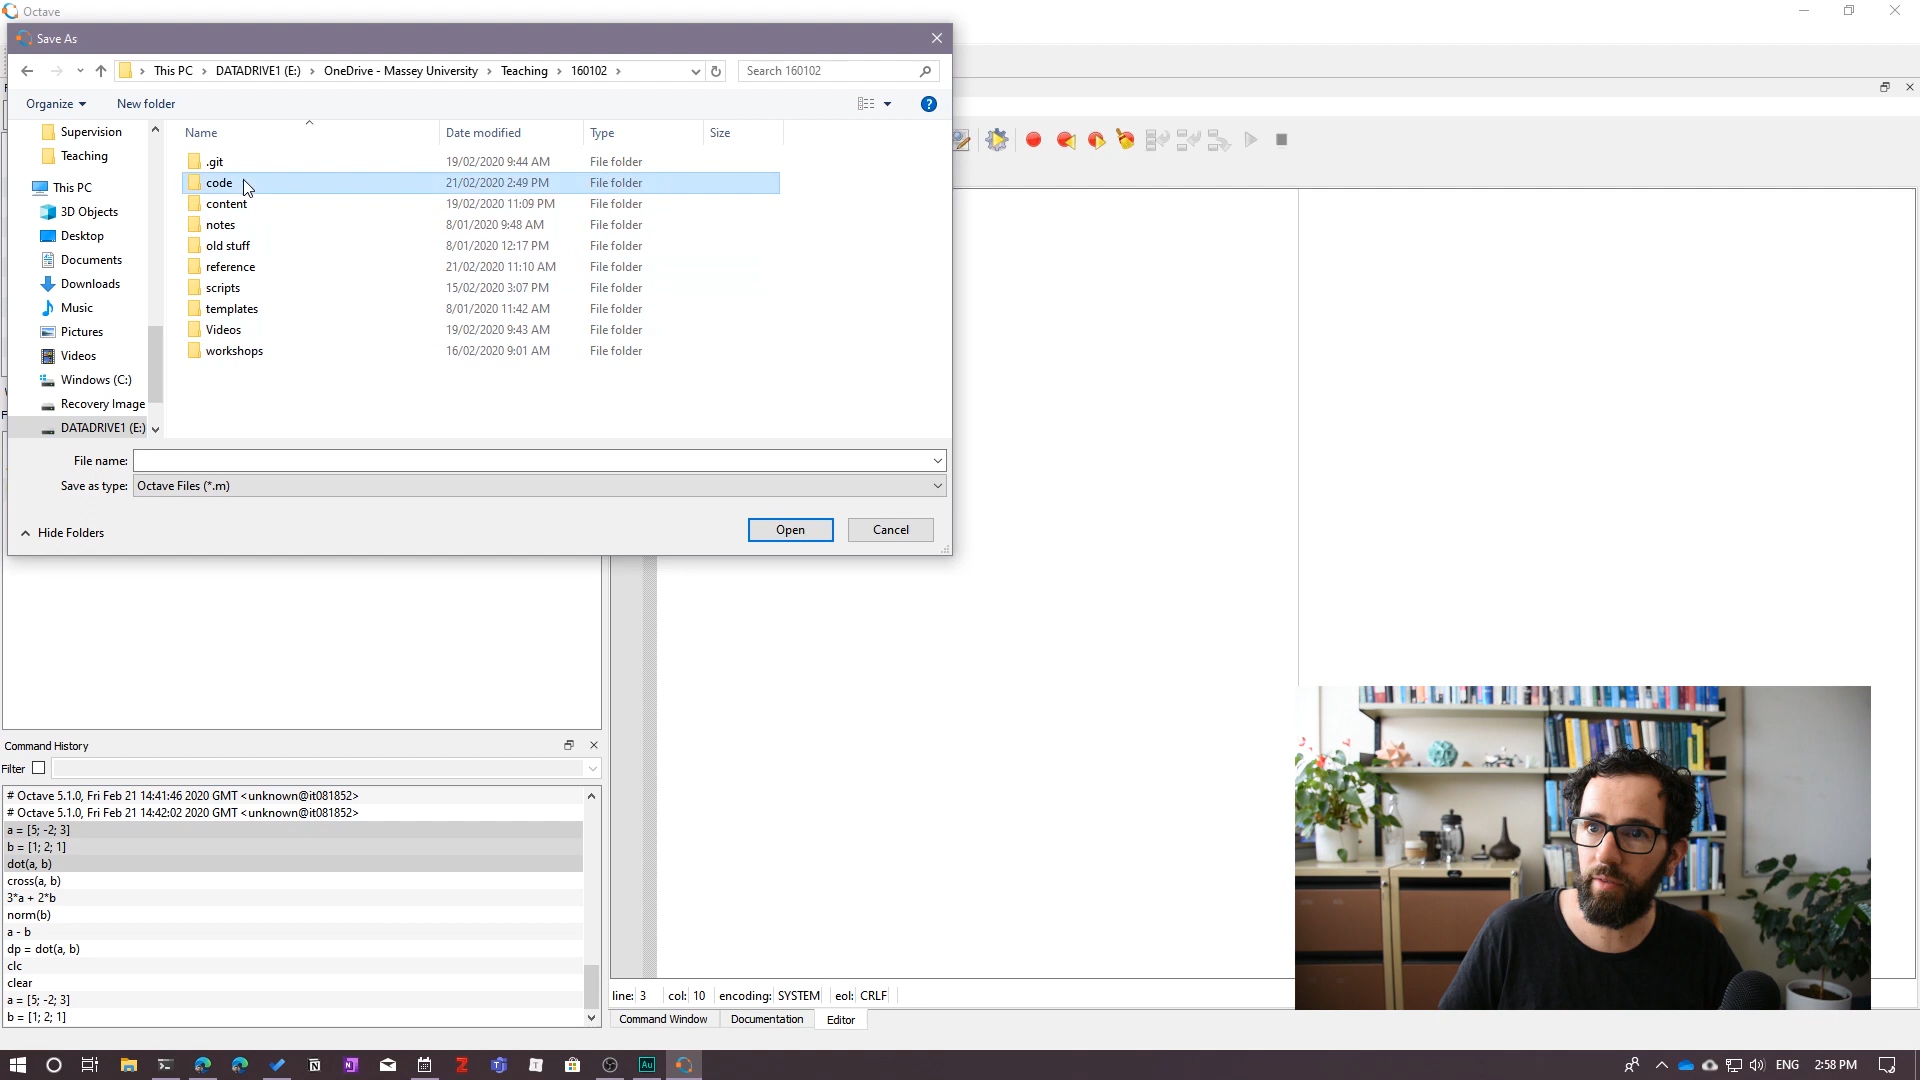 Octave
Save As
This PC > DATADRIVE1 (E:) > OneDrive - Massey University > Teaching > 160102 >
Search 160102
Organize
New folder
Name Date modified Type Size
Supervision
Teaching
This PC
3D Objects
Desktop
Documents
Downloads
Music
Pictures
Videos
Windows (C:)
Recovery Image
DATADRIVE1 (E:)
.git 19/02/2020 9:44 AM File folder
code 21/02/2020 2:49 PM File folder
content 19/02/2020 11:09 PM File folder
notes 8/01/2020 9:48 AM File folder
old stuff 8/01/2020 12:17 PM File folder
reference 21/02/2020 11:10 AM File folder
scripts 15/02/2020 3:07 PM File folder
templates 8/01/2020 11:42 AM File folder
Videos 19/02/2020 9:43 AM File folder
workshops 16/02/2020 9:01 AM File folder
File name:
Save as type: Octave Files (*.m)
Hide Folders
Open
Cancel
Command History
Filter
# Octave 5.1.0, Fri Feb 21 14:41:46 2020 GMT <unknown@it081852>
# Octave 5.1.0, Fri Feb 21 14:42:02 2020 GMT <unknown@it081852>
a = [5; -2; 3]
b = [1; 2; 1]
dot(a, b)
cross(a, b)
3*a + 2*b
norm(b)
a - b
dp = dot(a, b)
clc
clear
a = [5; -2; 3]
b = [1; 2; 1]
line: 3 col: 10 encoding: SYSTEM eol: CRLF
Command Window Documentation Editor
ENG 2:58 PM